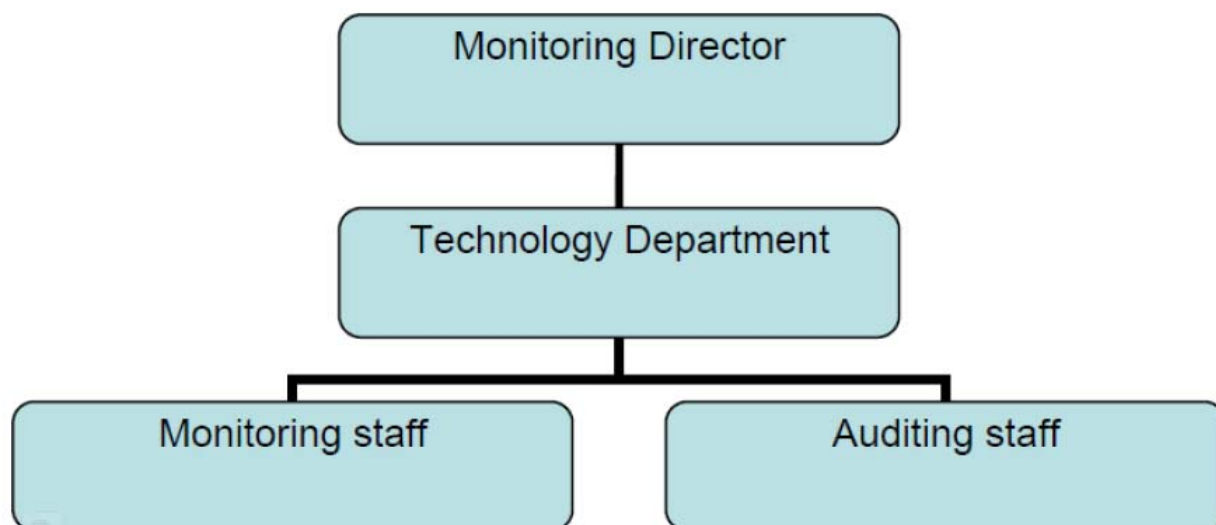 Monitoring Director
Technology Department
Monitoring staff
Auditing staff